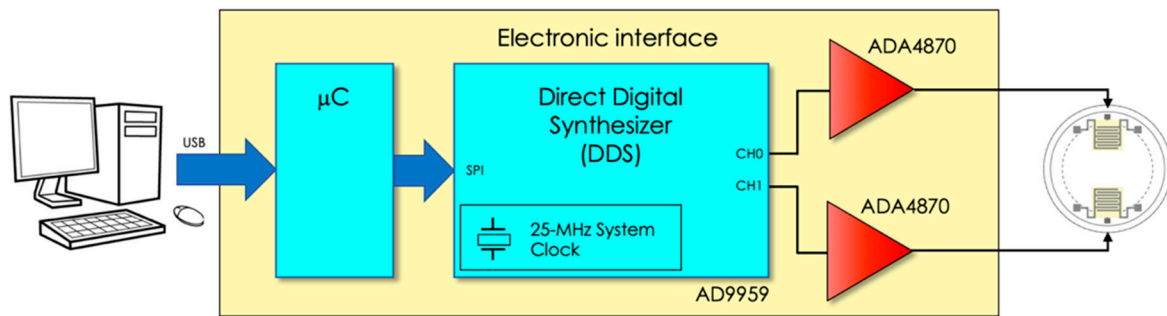 Electronic interface
ADA4870
μC
Direct Digital
Synthesizer
(DDS)
USB
SPI
CH0
CH1
ADA4870
25-MHz System
Clock
AD9959